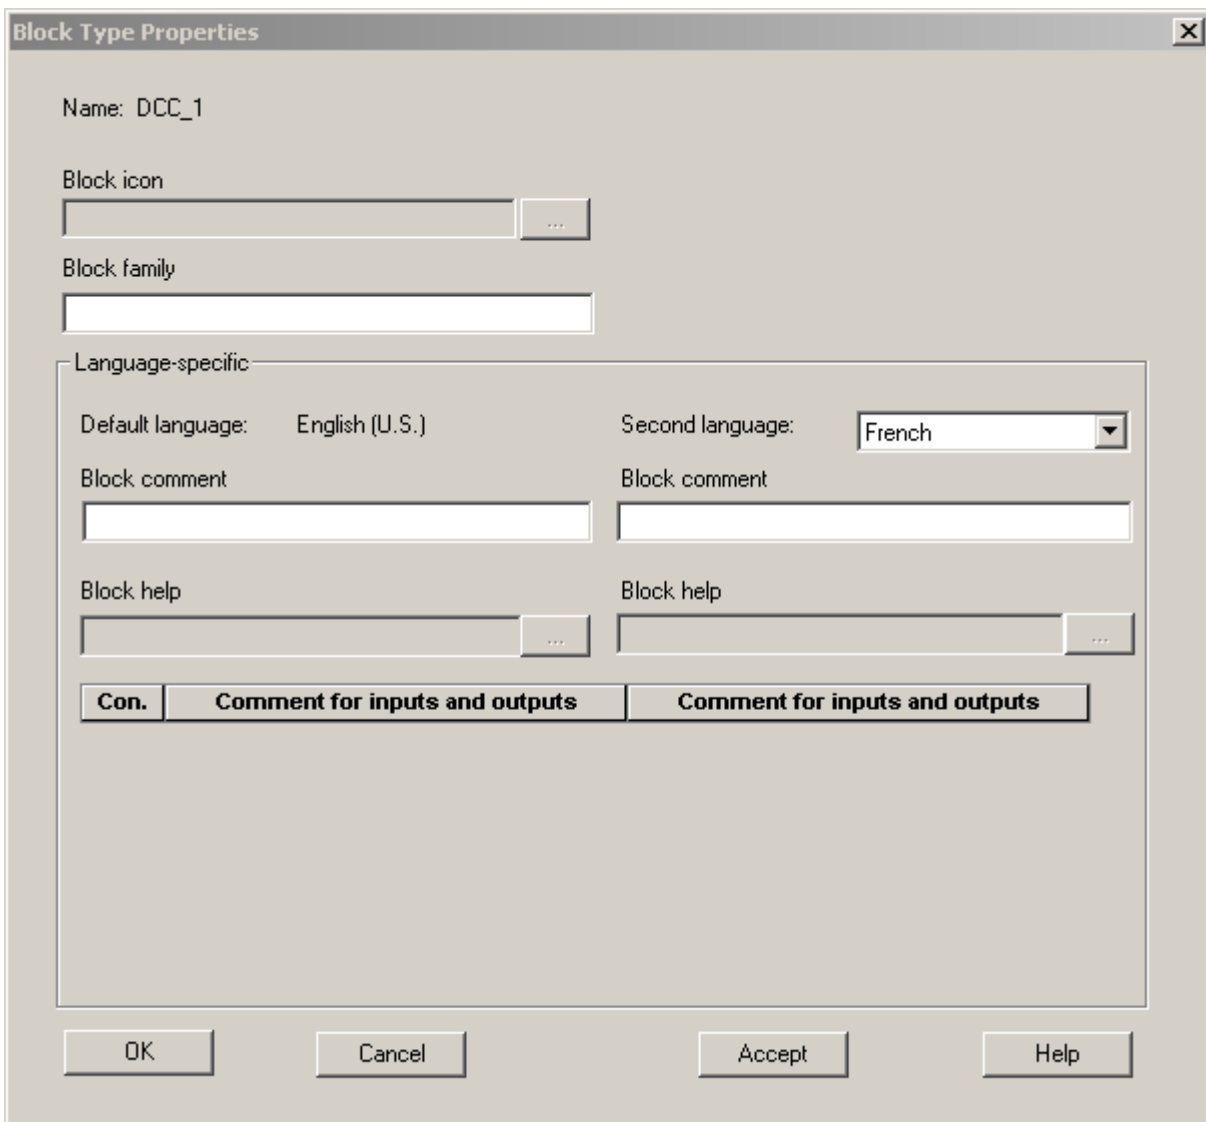 Block Type Properties
Name: DCC_1
Block icon
...
Block family
Language-specific
Default language: English (U.S.) Second language: French
Block comment Block comment
Block help Block help
... ...
Con. Comment for inputs and outputs Comment for inputs and outputs
OK Cancel Accept Help